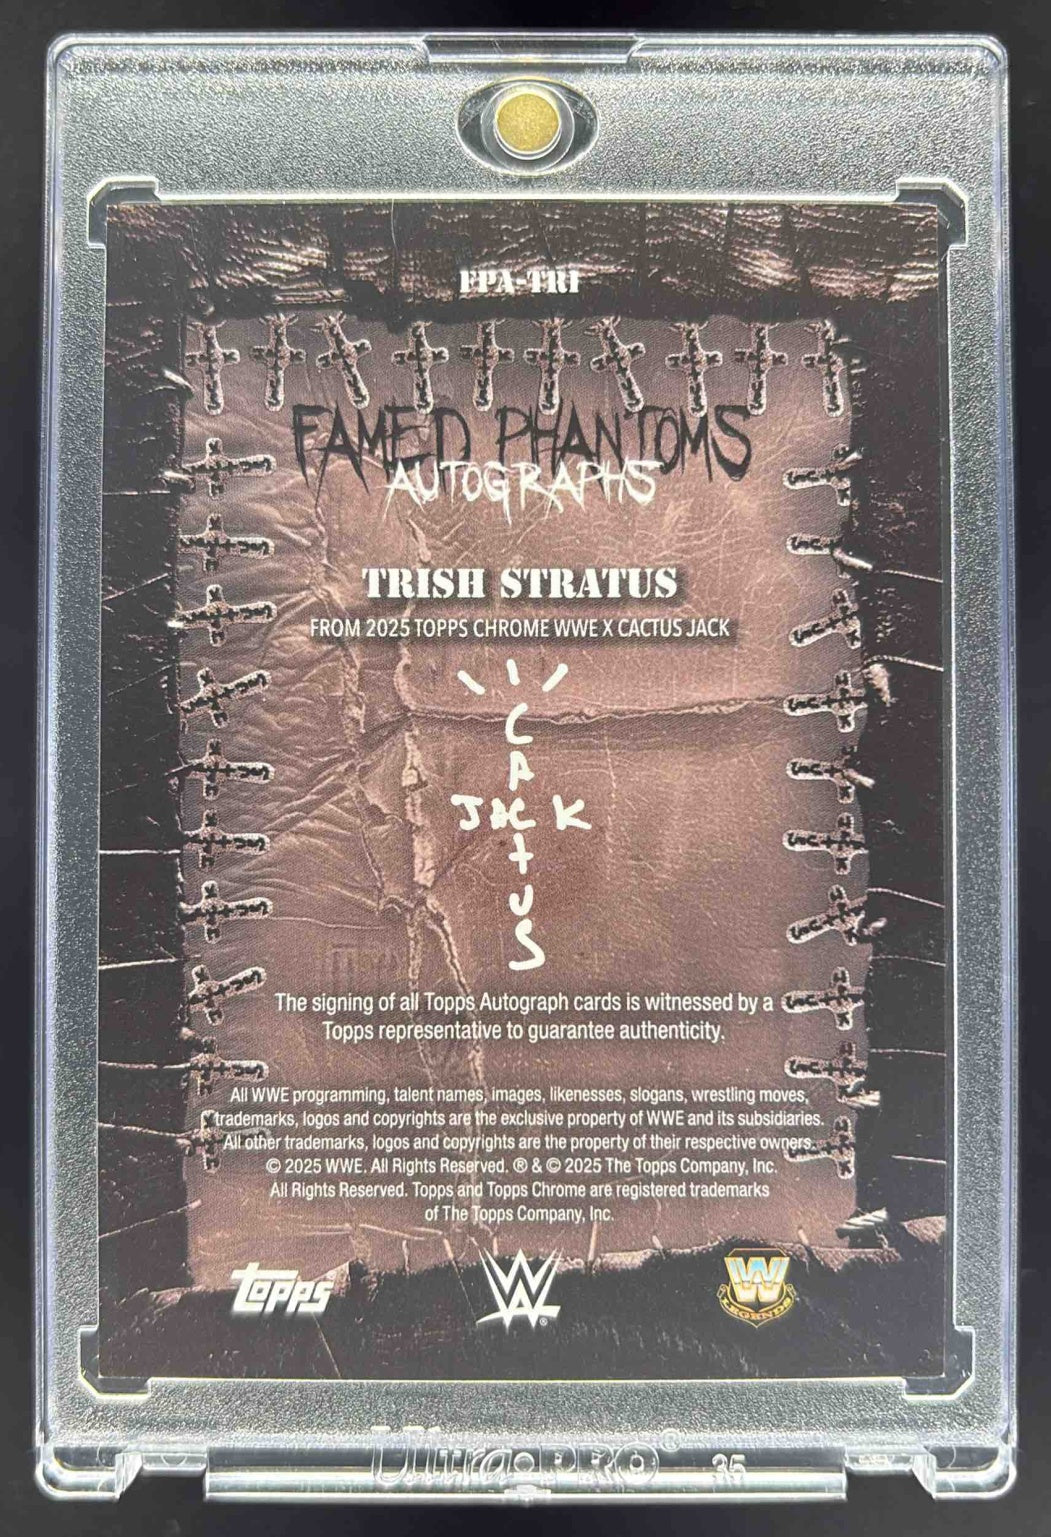 FPA-TRI
FAMED PHANTOMS
AUTOGRAPHS
TRISH STRATUS
FROM 2025 TOPPS CHROME WWE X CACTUS JACK
CACTUS
JACK
The signing of all Topps Autograph cards is witnessed by a
Topps representative to guarantee authenticity.
All WWE programming, talent names, images, likenesses, slogans, wrestling moves,
trademarks, logos and copyrights are the exclusive property of WWE and its subsidiaries.
All other trademarks, logos and copyrights are the property of their respective owners.
© 2025 WWE. All Rights Reserved. ® & © 2025 The Topps Company, Inc.
All Rights Reserved. Topps and Topps Chrome are registered trademarks
of The Topps Company, Inc.
topps W ® W LEGENDS
Ultra•PRO® 35